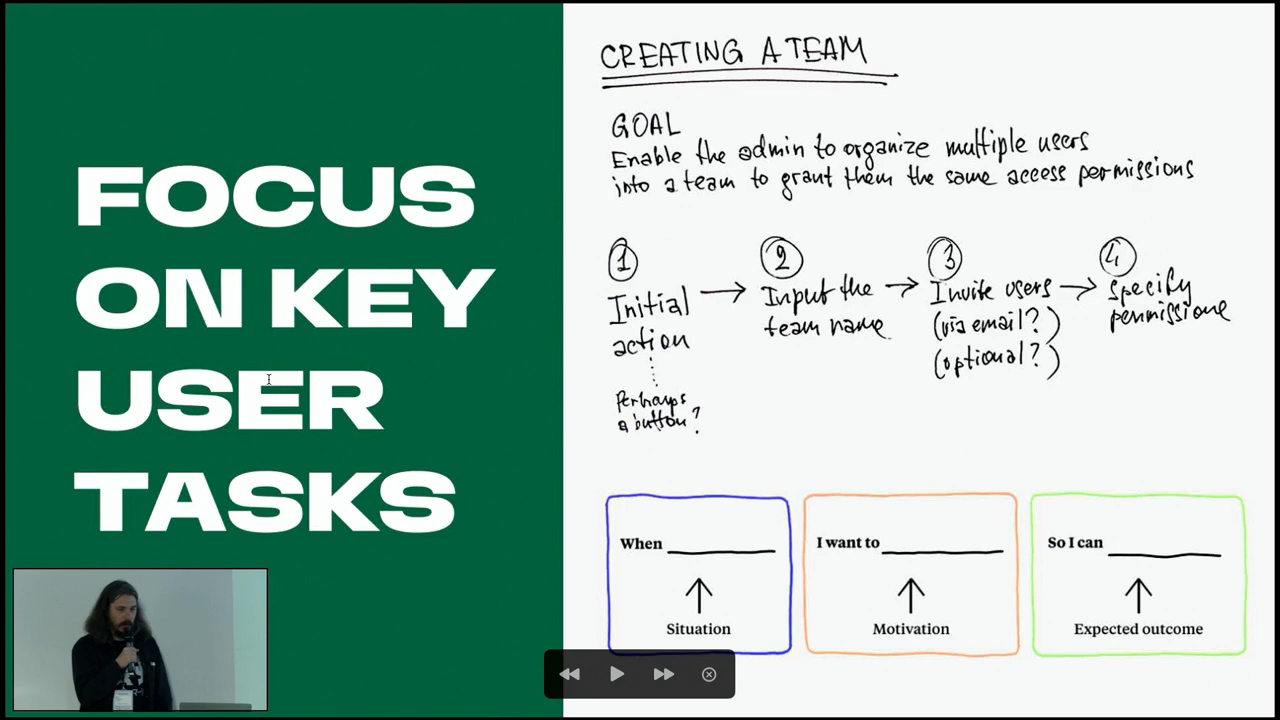 FOCUS
ON KEY
USER
TASKS
CREATING A TEAM
GOAL
Enable the admin to organize multiple users
into a team to grant them the same access permissions
1
Initial
action
Perhaps
a button?
2
Input the
team name
3
Invite users
(via email?)
(optional?)
4
Specify
permissione
When
Situation
I want to
Motivation
So I can
Expected outcome